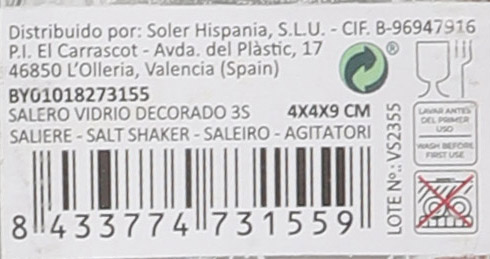 Distribuido por: Soler Hispania, S.L.U. - CIF. B-96947916
P.I. El Carrascot - Avda. del Plàstic, 17
46850 L'Olleria, Valencia (Spain)
®
BY01018273155
SALERO VIDRIO DECORADO 3S 4X4X9 CM
SALIERE - SALT SHAKER - SALEIRO - AGITATORI
8 433774 731559
LOTE Nº.: VS2355
LAVAR ANTES
DEL PRIMER
USO
WASH BEFORE
FIRST USE